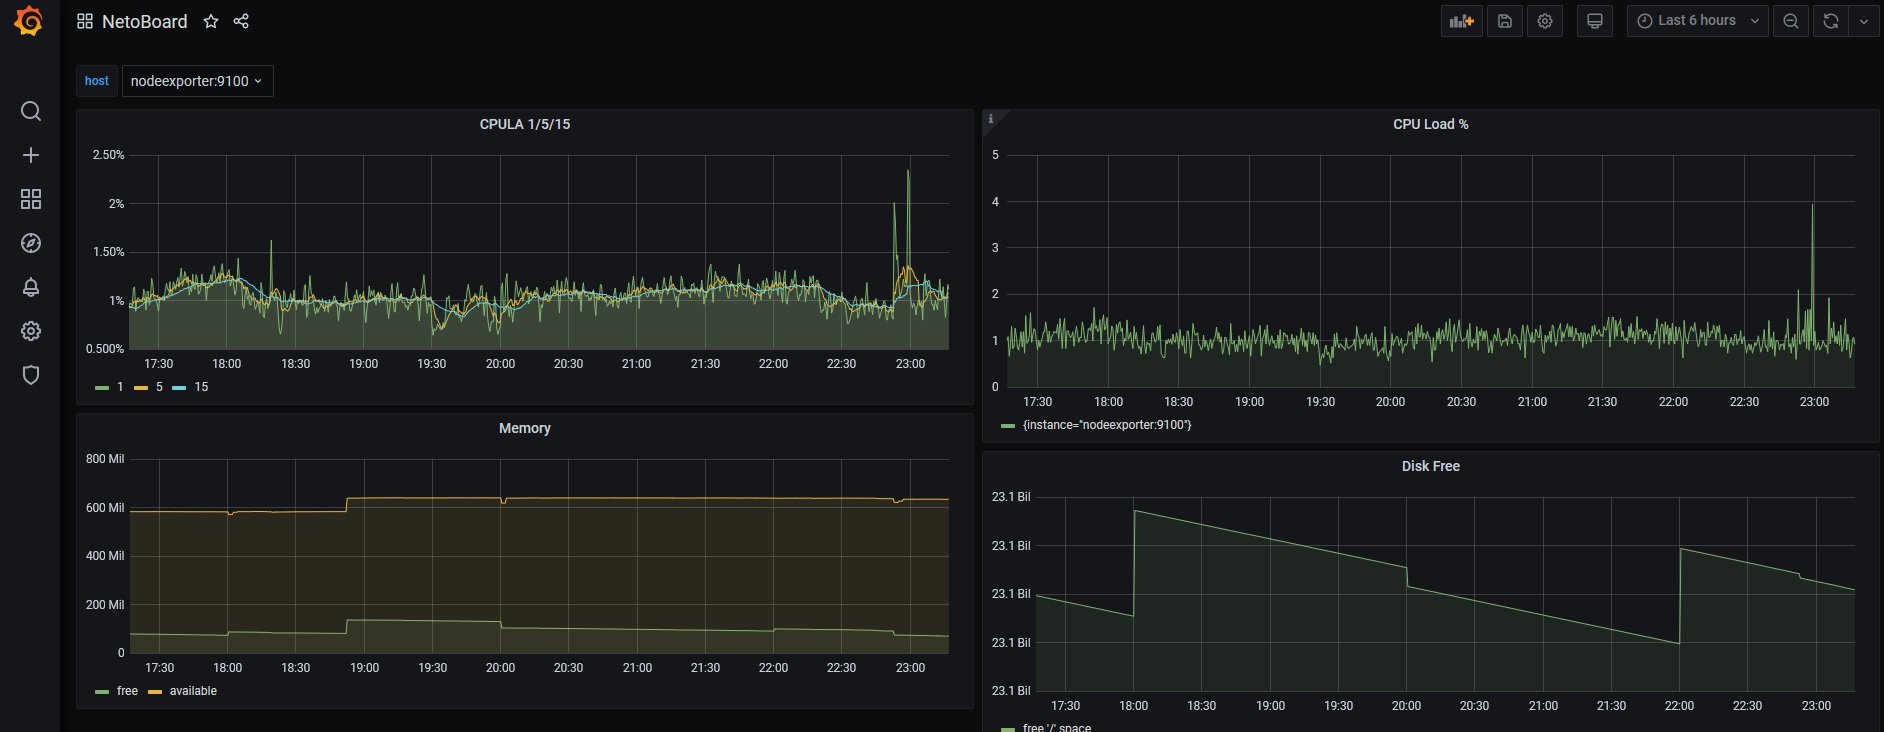 NetoBoard
Last 6 hours
host
nodeexporter:9100
CPULA 1/5/15
2.50%
2%
1.50%
1%
0.500%
17:30 18:00 18:30 19:00 19:30 20:00 20:30 21:00 21:30 22:00 22:30 23:00
1 5 15
i
CPU Load %
5
4
3
2
1
0
17:30 18:00 18:30 19:00 19:30 20:00 20:30 21:00 21:30 22:00 22:30 23:00
{instance="nodeexporter:9100"}
Memory
800 Mil
600 Mil
400 Mil
200 Mil
0
17:30 18:00 18:30 19:00 19:30 20:00 20:30 21:00 21:30 22:00 22:30 23:00
free available
Disk Free
23.1 Bil
23.1 Bil
23.1 Bil
23.1 Bil
23.1 Bil
17:30 18:00 18:30 19:00 19:30 20:00 20:30 21:00 21:30 22:00 22:30 23:00
free '/' space